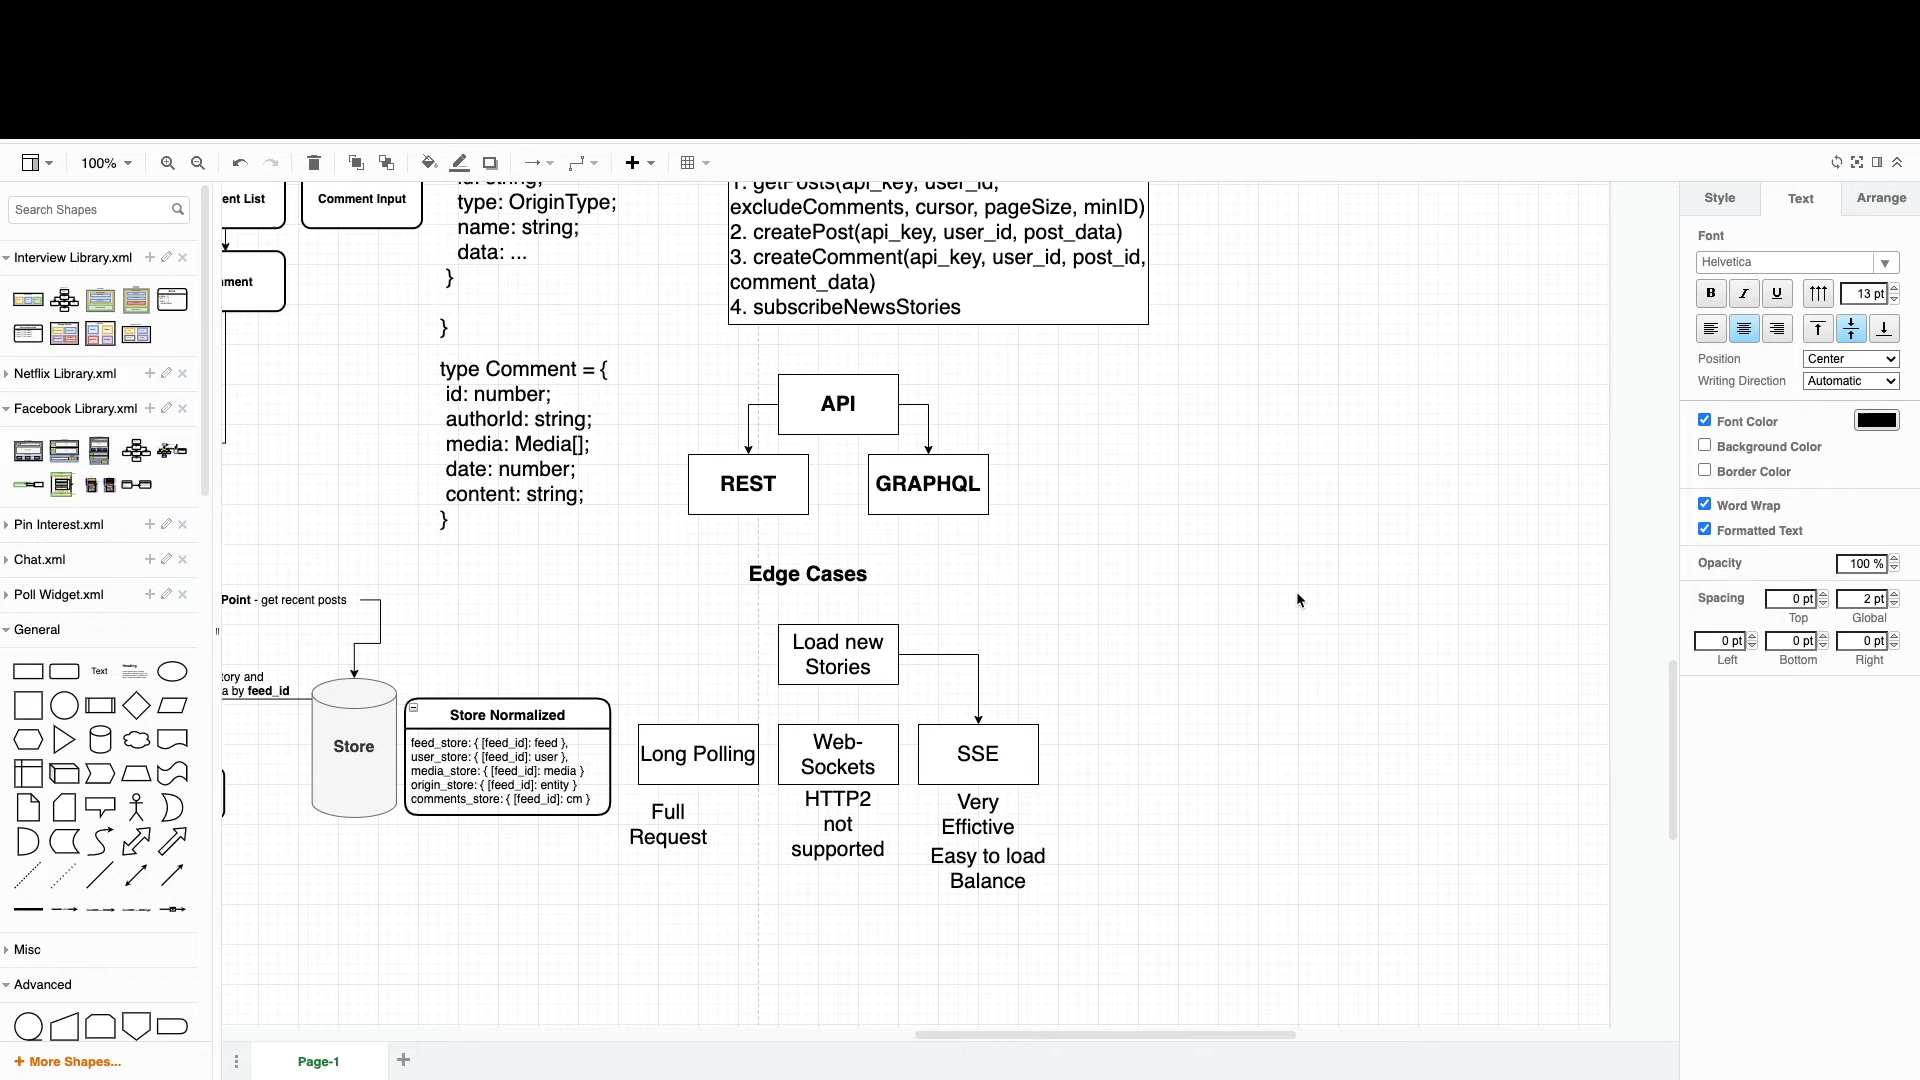 100%
Search Shapes
Interview Library.xml
Netflix Library.xml
Facebook Library.xml
Pin Interest.xml
Chat.xml
Poll Widget.xml
General
Text
Heading
Misc
Advanced
+ More Shapes...
ent List
Comment Input
ment
id: string;
type: OriginType;
name: string;
data: ...
}
}
type Comment = {
id: number;
authorId: string;
media: Media[];
date: number;
content: string;
}
1. getPosts(api_key, user_id,
excludeComments, cursor, pageSize, minID)
2. createPost(api_key, user_id, post_data)
3. createComment(api_key, user_id, post_id,
comment_data)
4. subscribeNewsStories
API
REST
GRAPHQL
Edge Cases
Point - get recent posts
tory and
a by feed_id
Store
Store Normalized
feed_store: { [feed_id]: feed },
user_store: { [feed_id]: user },
media_store: { [feed_id]: media }
origin_store: { [feed_id]: entity }
comments_store: { [feed_id]: cm }
Load new
Stories
Long Polling
Web-
Sockets
SSE
Full
Request
HTTP2
not
supported
Very
Effictive
Easy to load
Balance
Page-1
Style
Text
Arrange
Font
Helvetica
B
I
U
13 pt
Position
Center
Writing Direction
Automatic
Font Color
Background Color
Border Color
Word Wrap
Formatted Text
Opacity
100 %
Spacing
0 pt
2 pt
Top
Global
0 pt
0 pt
0 pt
Left
Bottom
Right